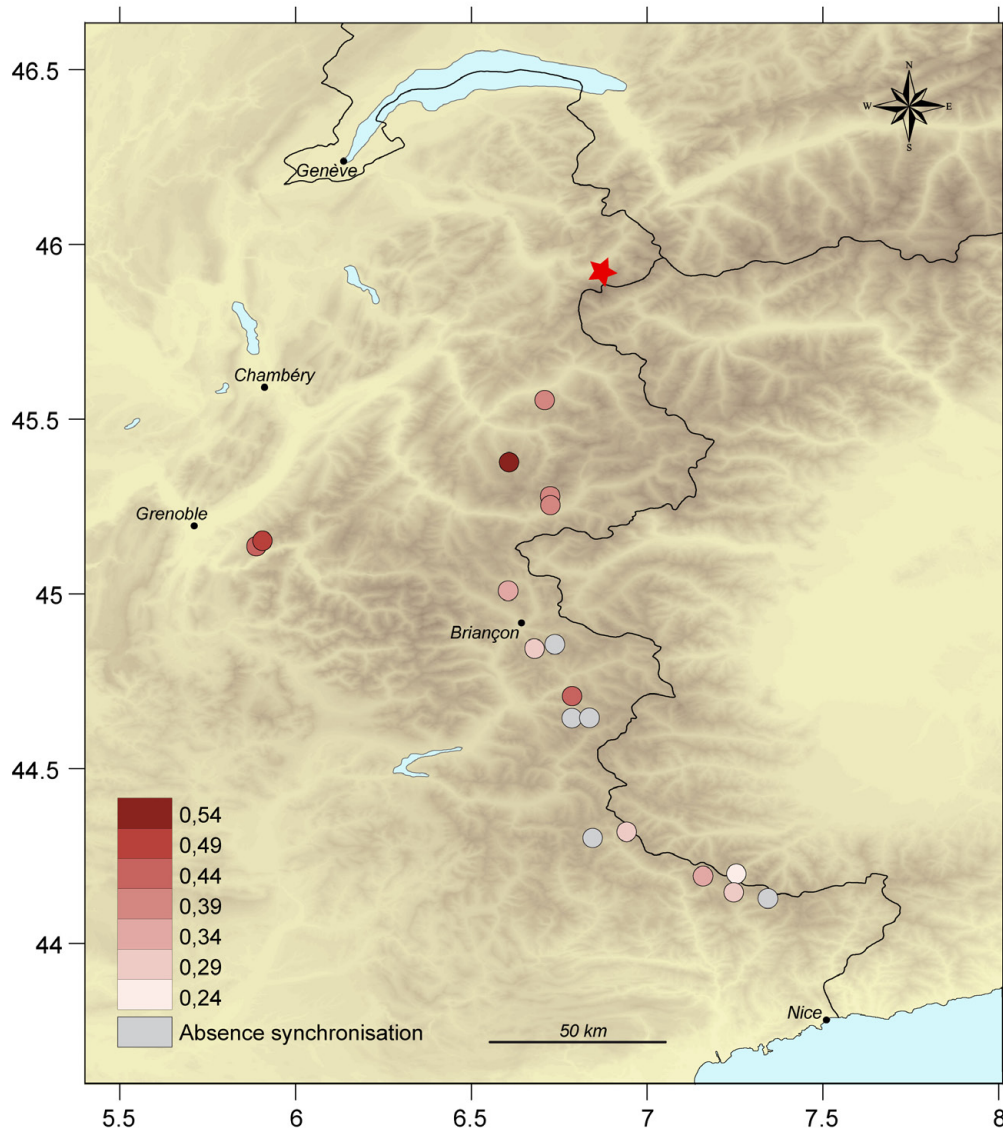 46.5
46
45.5
45
44.5
44
N
W
E
S
Genève
Chambéry
Grenoble
Briançon
0,54
0,49
0,44
0,39
0,34
0,29
0,24
Absence synchronisation
50 km
Nice
5.5
6
6.5
7
7.5
8